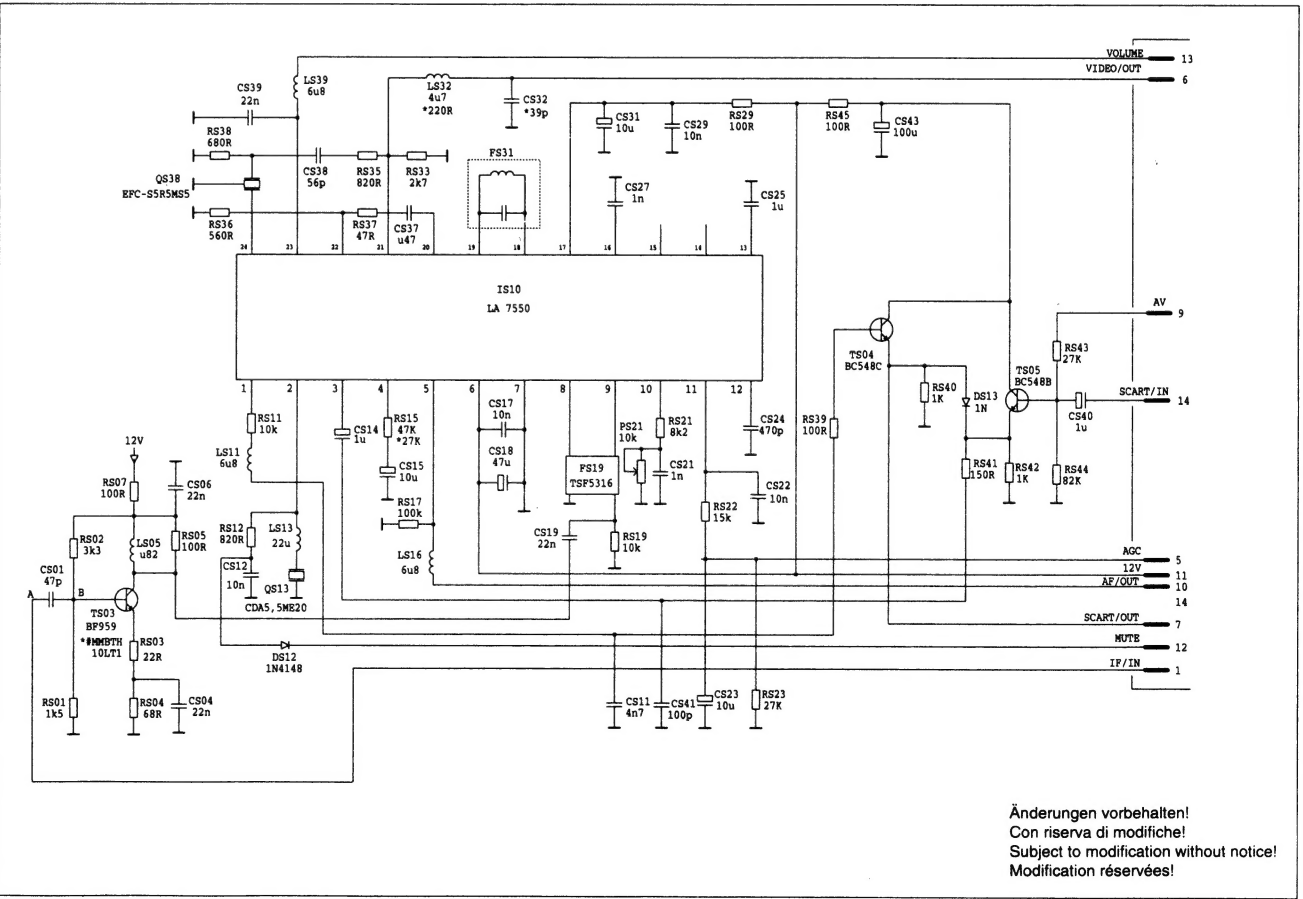 VOLUME 13
VIDEO/OUT 6
LS39
6u8
CS39
22n
LS32
4u7
*220R
CS32
*39p
CS31
10u
CS29
10n
RS29
100R
RS45
100R
CS43
100u
RS38
680R
CS38
56p
RS35
820R
RS33
2k7
FS31
QS38
EFC-S5R5MS5
CS27
1n
CS25
1u
RS36
560R
RS37
47R
CS37
u47
24 23 22 21 20 19 18 17 16 15 14 13
IS10
LA 7550
1 2 3 4 5 6 7 8 9 10 11 12
AV 9
RS43
27K
TS04
BC548C
TS05
BC548B
RS40
1K
DS13
1N
SCART/IN 14
CS40
1u
RS11
10k
LS11
6u8
CS14
1u
RS15
47K
*27K
CS15
10u
CS17
10n
CS18
47u
PS21
10k
RS21
8k2
CS24
470p
RS39
100R
12V
RS07
100R
CS06
22n
FS19
TSF5316
CS21
1n
CS22
10n
RS41
150R
RS42
1K
RS44
82K
RS17
100k
RS22
15k
RS02
3k3
LS05
u82
RS05
100R
RS12
820R
LS13
22u
CS19
22n
RS19
10k
LS16
6u8
CS12
10n
QS13
CDA5,5ME20
CS01
47p
A B
AGC 5
12V 11
AF/OUT 10
14
SCART/OUT 7
MUTE 12
IF/IN 1
TS03
BF959
*#MMBTH
10LT1
RS03
22R
DS12
1N4148
RS01
1k5
RS04
68R
CS04
22n
CS11
4n7
CS41
100p
CS23
10u
RS23
27K
Änderungen vorbehalten!
Con riserva di modifiche!
Subject to modification without notice!
Modification réservées!